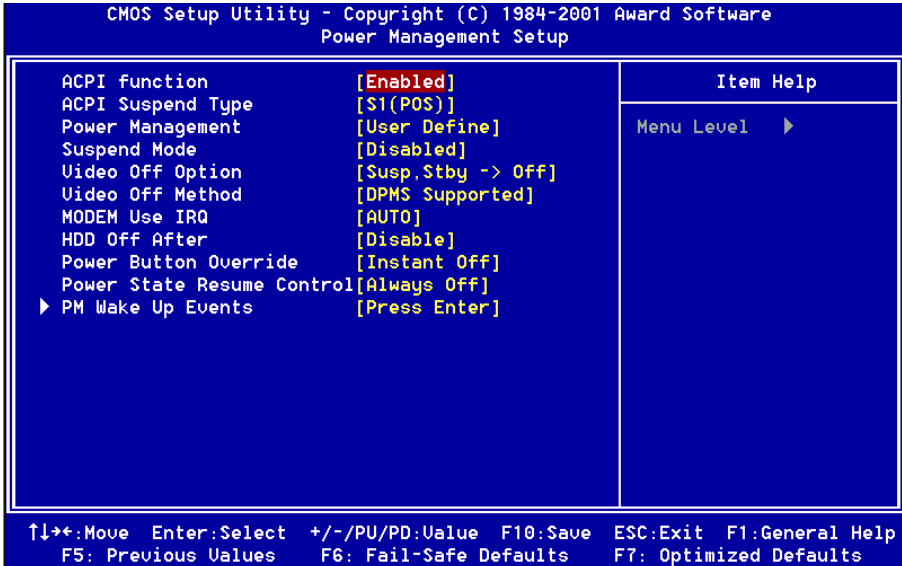 CMOS Setup Utility - Copyright (C) 1984-2001 Award Software
Power Management Setup
ACPI function [Enabled]
ACPI Suspend Type [S1(POS)]
Power Management [User Define]
Suspend Mode [Disabled]
Video Off Option [Susp,Stby -> Off]
Video Off Method [DPMS Supported]
MODEM Use IRQ [AUTO]
HDD Off After [Disable]
Power Button Override [Instant Off]
Power State Resume Control[Always Off]
▶ PM Wake Up Events [Press Enter]
Item Help
Menu Level ▶
↑↓→←:Move Enter:Select +/-/PU/PD:Value F10:Save ESC:Exit F1:General Help
F5: Previous Values F6: Fail-Safe Defaults F7: Optimized Defaults